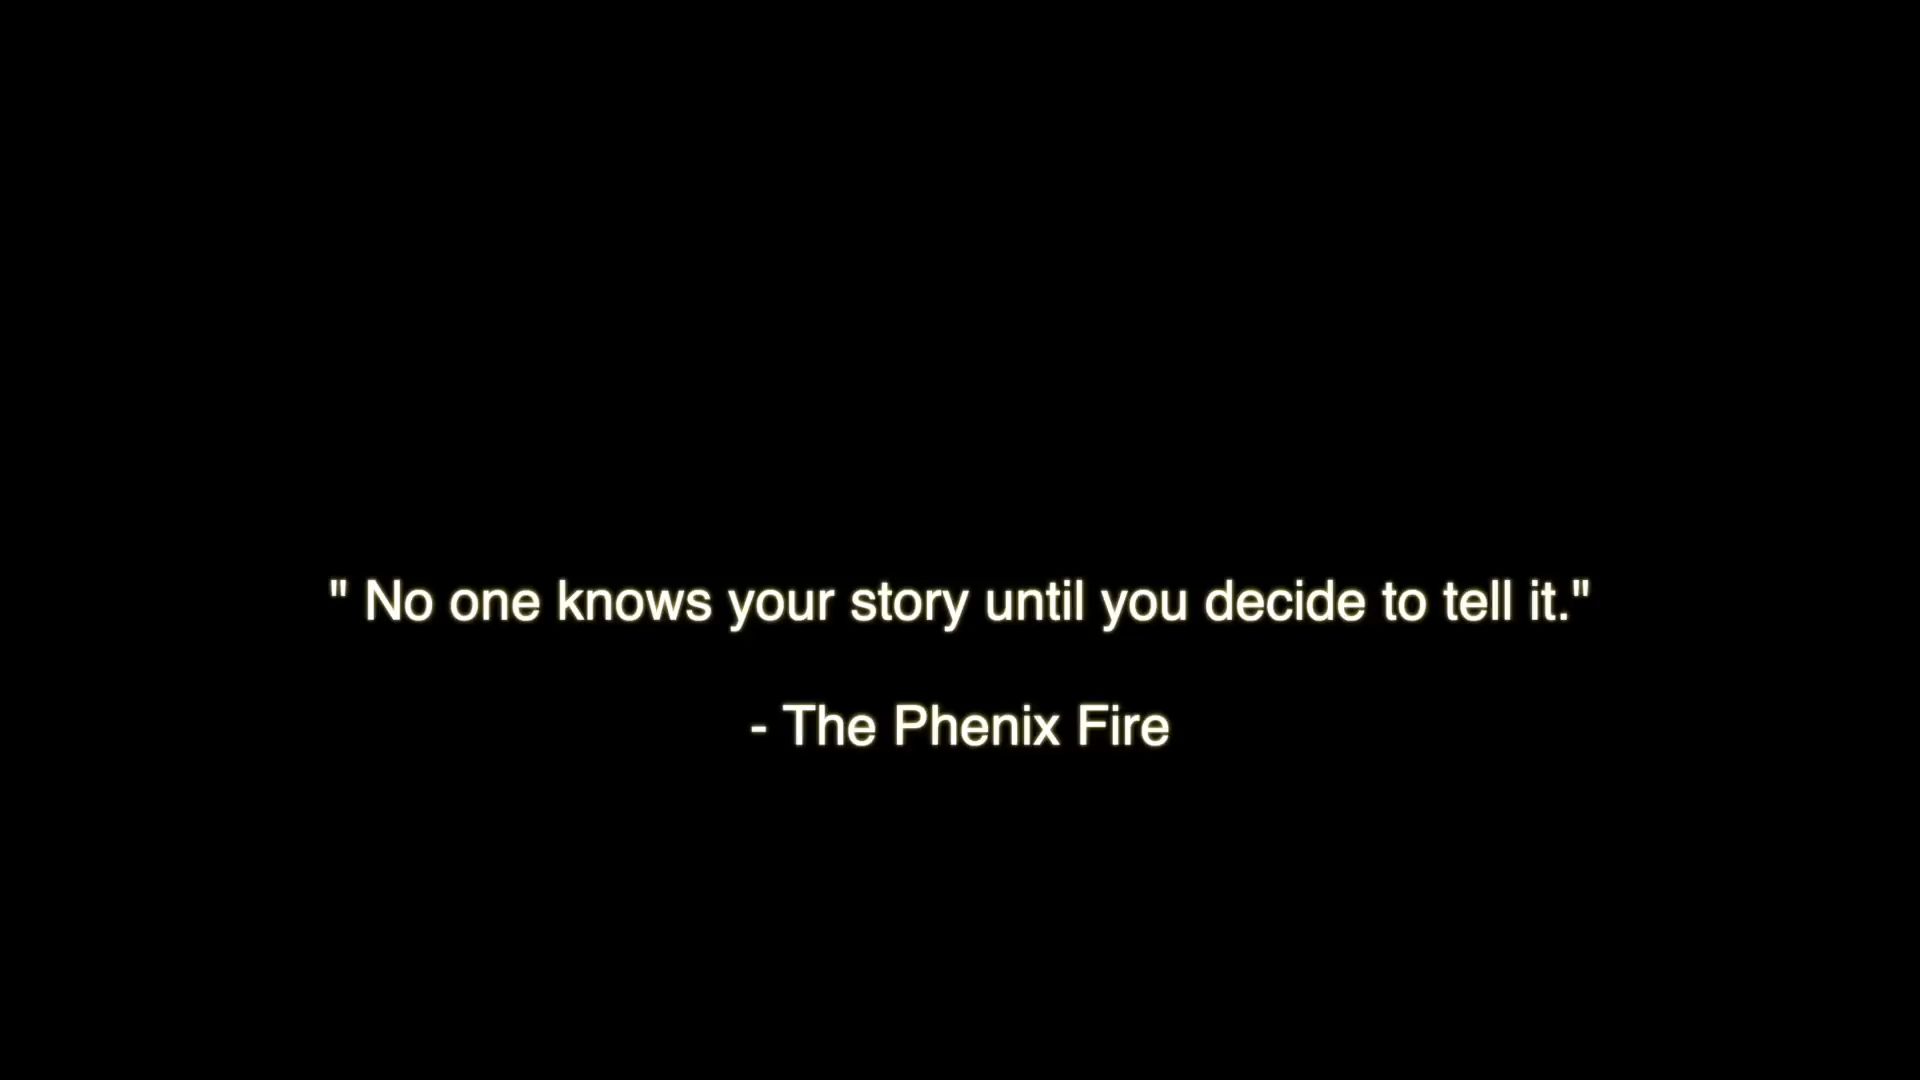 " No one knows your story until you decide to tell it."
- The Phenix Fire